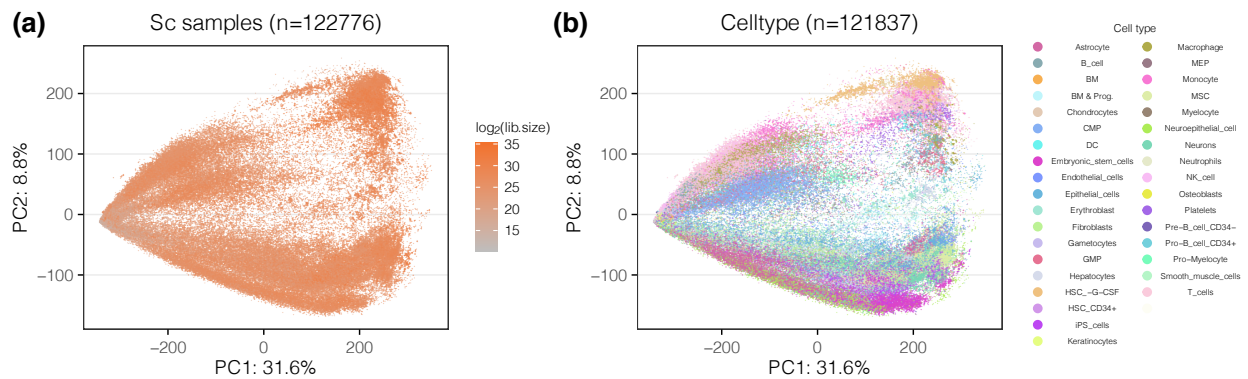 (a)
Sc samples (n=122776)
200
100
0
−100
PC2: 8.8%
−200
0
200
PC1: 31.6%
log2(lib.size)
35
30
25
20
15
(b)
Celltype (n=121837)
200
100
0
−100
PC2: 8.8%
−200
0
200
PC1: 31.6%
Cell type
Astrocyte
B_cell
BM
BM & Prog.
Chondrocytes
CMP
DC
Embryonic_stem_cells
Endothelial_cells
Epithelial_cells
Erythroblast
Fibroblasts
Gametocytes
GMP
Hepatocytes
HSC_-G-CSF
HSC_CD34+
iPS_cells
Keratinocytes
Macrophage
MEP
Monocyte
MSC
Myelocyte
Neuroepithelial_cell
Neurons
Neutrophils
NK_cell
Osteoblasts
Platelets
Pre-B_cell_CD34-
Pro-B_cell_CD34+
Pro-Myelocyte
Smooth_muscle_cells
T_cells